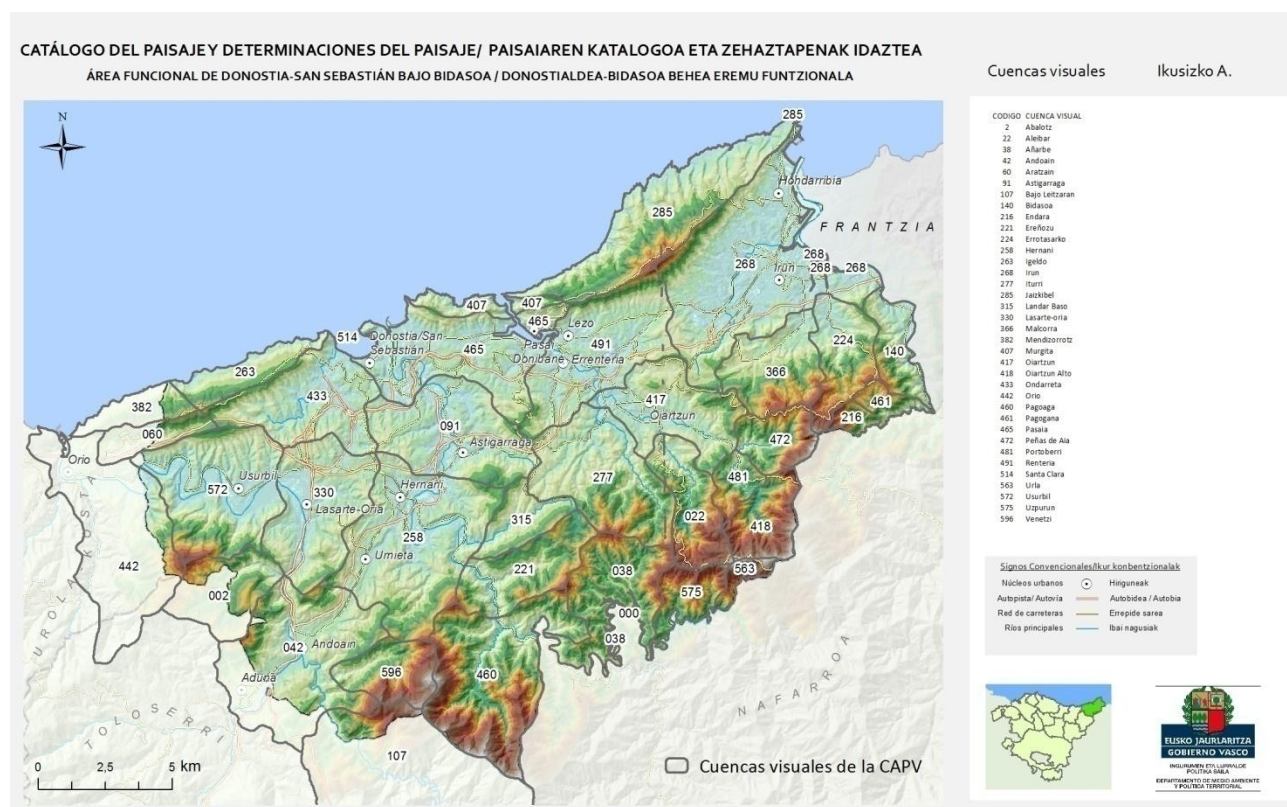 CATÁLOGO DEL PAISAJE Y DETERMINACIONES DEL PAISAJE/ PAISAIAREN KATALOGOA ETA ZEHAZTAPENAK IDAZTEA
ÁREA FUNCIONAL DE DONOSTIA-SAN SEBASTIÁN BAJO BIDASOA / DONOSTIALDEA-BIDASOA BEHEA EREMU FUNTZIONALA
Cuencas visuales Ikusizko A.
N
285
Hondarribia
285
FRANTZIA
268
268
Irun
268
268
407
407
465
Lezo
514
Donostia/San
Sebastián
465
Pasai
Donibane
491
Errenteria
224
140
263
366
461
382
433
417
Oiartzun
216
060
091
Astigarraga
472
Orio
Usurbil
572
330
Lasarte-Oria
Hernani
277
481
315
022
418
258
Umieta
442
221
038
563
002
575
000
038
042
Andoain
596
460
Aduna
107
UROLA KOSTA
TOLOSERRI
NAFARROA
0 2,5 5 km
Cuencas visuales de la CAPV
CODIGO CUENCA VISUAL
2 Abalotz
22 Aleibar
38 Añarbe
42 Andoain
60 Aratzain
91 Astigarraga
107 Bajo Leitzaran
140 Bidasoa
216 Endara
221 Ereñozu
224 Errotasarko
258 Hernani
263 Igeldo
268 Irun
277 Iturri
285 Jaizkibel
315 Landar Baso
330 Lasarte-oria
366 Malcorra
382 Mendizorrotz
407 Murgita
417 Oiartzun
418 Oiartzun Alto
433 Ondarreta
442 Orio
460 Pagoaga
461 Pagogana
465 Pasaia
472 Peñas de Aia
481 Portoberri
491 Renteria
514 Santa Clara
563 Urla
572 Usurbil
575 Uzpurun
596 Venetzi
Signos Convencionales/Ikur konbentzionalak
Núcleos urbanos Hiriguneak
Autopista/ Autovía Autobidea / Autobia
Red de carreteras Errepide sarea
Ríos principales Ibai nagusiak
EUSKO JAURLARITZA
GOBIERNO VASCO
INGURUMEN ETA LURRALDE
POLITIKA SAILA
DEPARTAMENTO DE MEDIO AMBIENTE
Y POLÍTICA TERRITORIAL